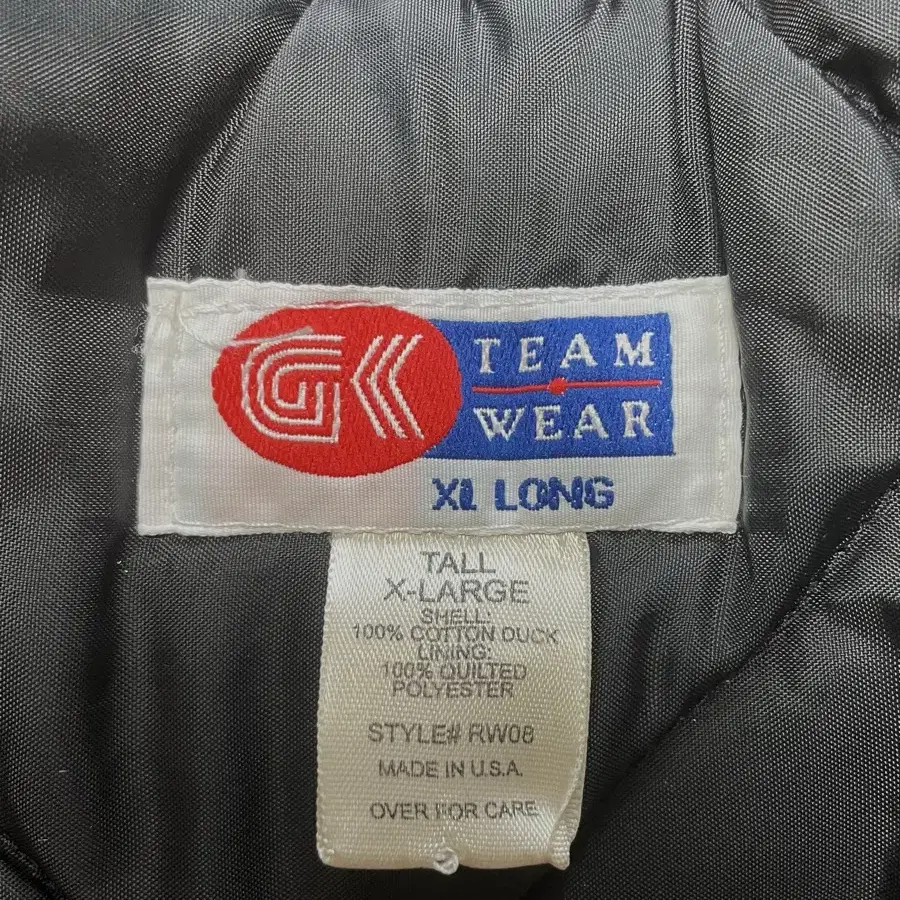 GK TEAM
WEAR
XL LONG
TALL
X-LARGE
SHELL:
100% COTTON DUCK
LINING:
100% QUILTED
POLYESTER
STYLE# RW08
MADE IN U.S.A.
OVER FOR CARE